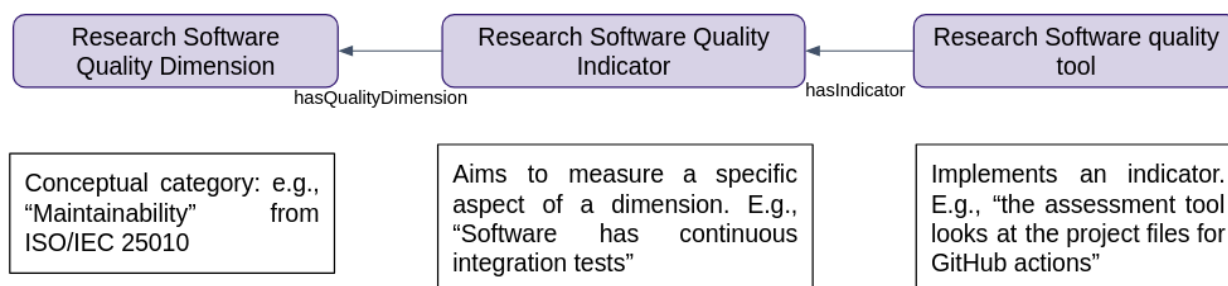 Research Software
Quality Dimension
Research Software Quality
Indicator
Research Software quality
tool
hasQualityDimension
hasIndicator
Conceptual category: e.g.,
“Maintainability” from
ISO/IEC 25010
Aims to measure a specific
aspect of a dimension. E.g.,
“Software has continuous
integration tests”
Implements an indicator.
E.g., “the assessment tool
looks at the project files for
GitHub actions”